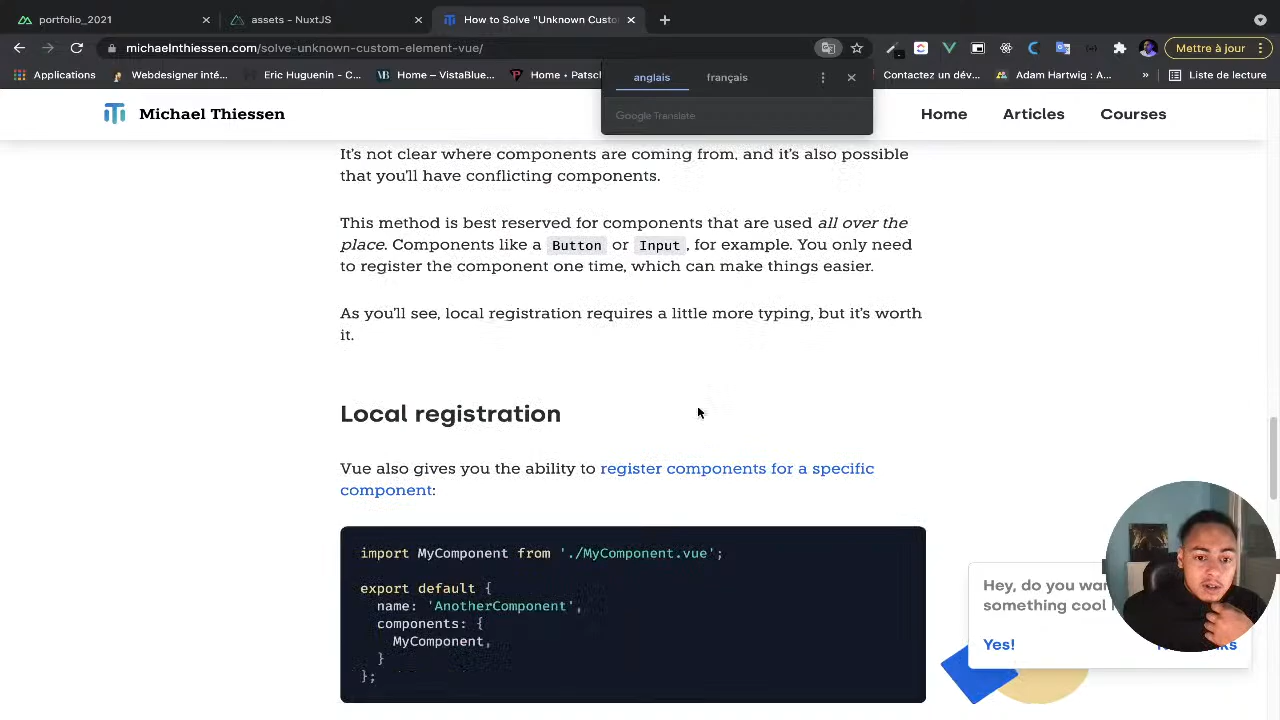 portfolio_2021
assets - NuxtJS
How to Solve "Unknown Custo
michaelnthiessen.com/solve-unknown-custom-element-vue/
Mettre à jour
Applications
Webdesigner inté...
Eric Huguenin - C...
Home – VistaBlue...
Home • Patsc
Contactez un dév...
Adam Hartwig : A...
»
Liste de lecture
anglais
français
Google Translate
Michael Thiessen
Home
Articles
Courses
It's not clear where components are coming from, and it's also possible
that you'll have conflicting components.
This method is best reserved for components that are used all over the
place. Components like a Button or Input, for example. You only need
to register the component one time, which can make things easier.
As you'll see, local registration requires a little more typing, but it's worth
it.
Local registration
Vue also gives you the ability to register components for a specific
component:
import MyComponent from './MyComponent.vue';
export default {
name: 'AnotherComponent',
components: {
MyComponent,
}
};
Hey, do you wan
something cool
Yes!